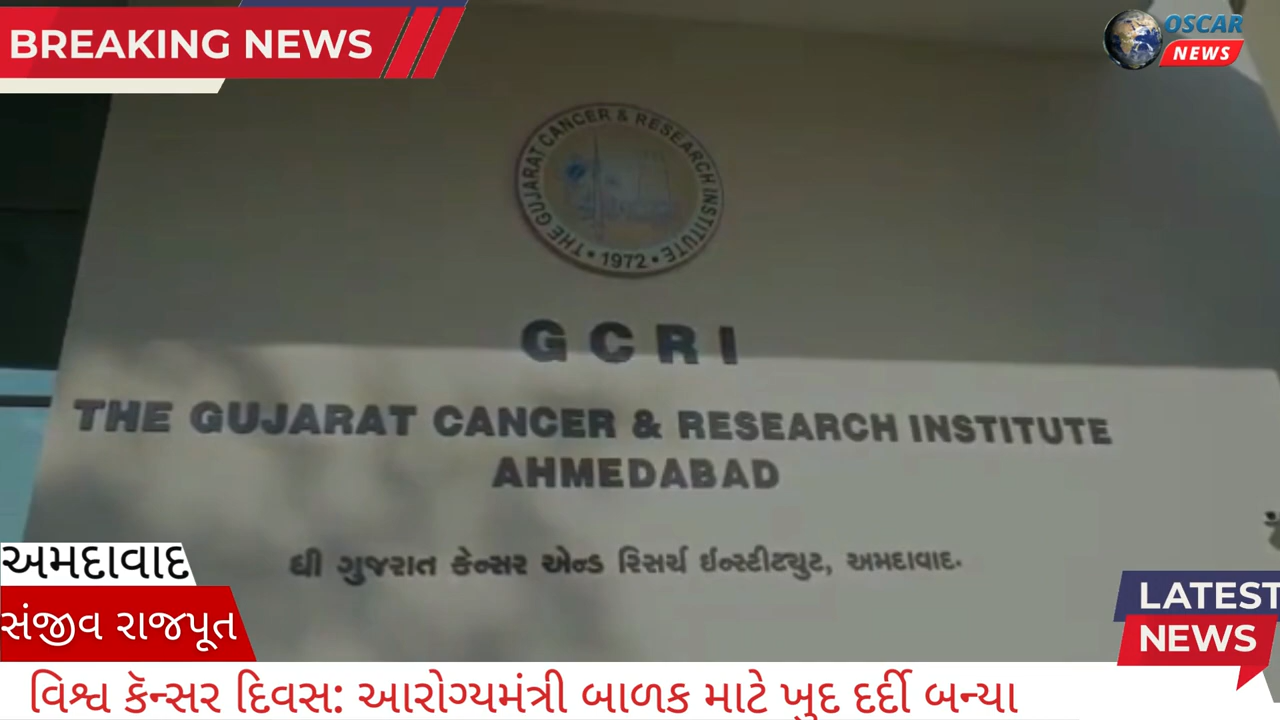 BREAKING NEWS
OSCAR
NEWS
THE GUJARAT CANCER & RESEARCH INSTITUTE
• 1972 •
GCRI
THE GUJARAT CANCER & RESEARCH INSTITUTE
AHMEDABAD
ધી ગુજરાત કેન્સર એન્ડ રિસર્ચ ઇન્સ્ટીટ્યુટ, અમદાવાદ.
અમદાવાદ
સંજીવ રાજપૂત
LATEST
NEWS
વિશ્વ કૅન્સર દિવસ: આરોગ્યમંત્રી બાળક માટે ખુદ દર્દી બન્યા